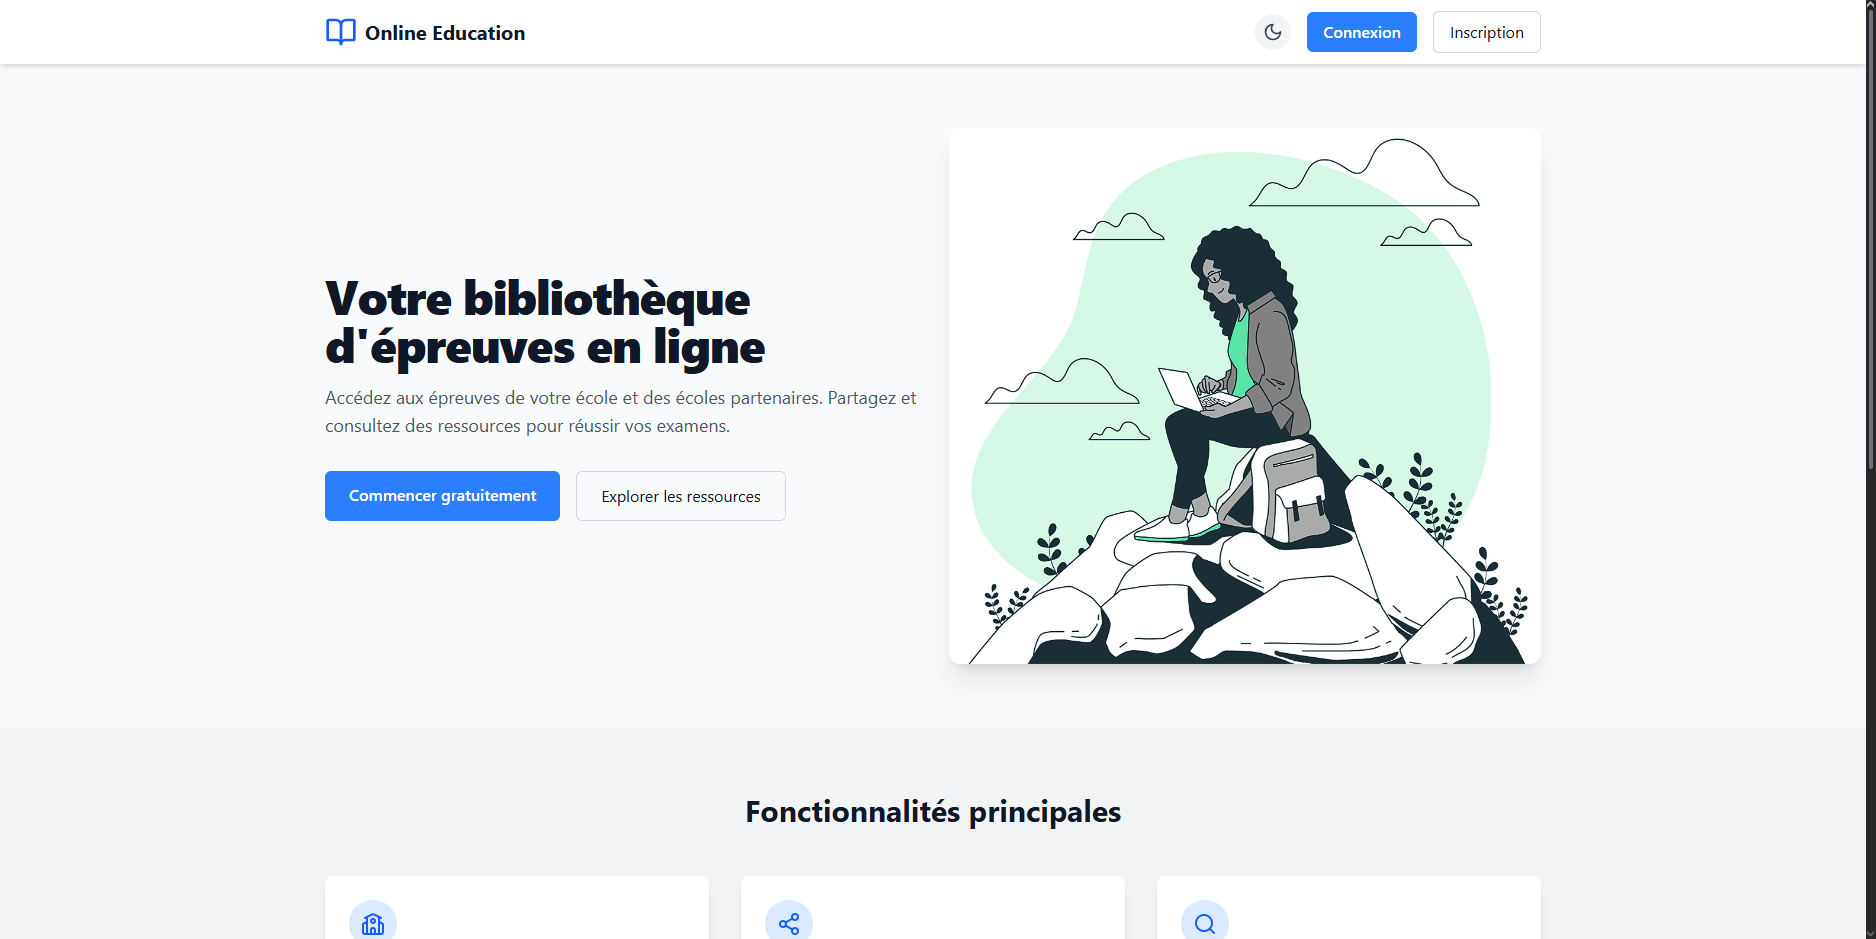 Online Education
Connexion
Inscription
Votre bibliothèque
d'épreuves en ligne
Accédez aux épreuves de votre école et des écoles partenaires. Partagez et
consultez des ressources pour réussir vos examens.
Commencer gratuitement
Explorer les ressources
Fonctionnalités principales